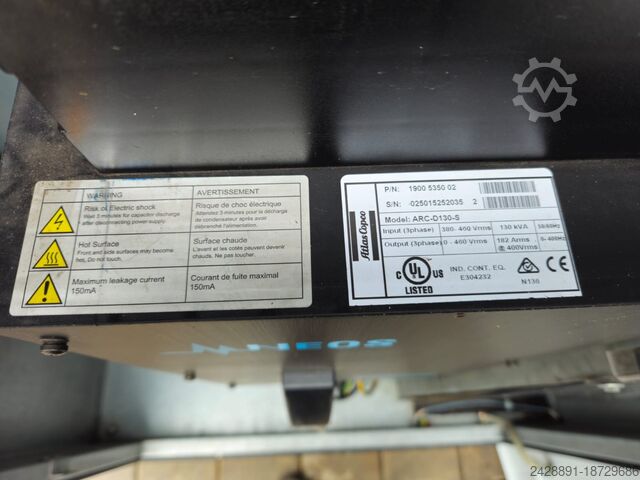 WARNING
Risk of Electric shock
Wait 3 minutes for capacitor discharge
after disconnecting power supply.
Hot Surface
Front and side surfaces may become
hot. Do not touch.
Maximum leakage current
150mA
AVERTISSEMENT
Risque de choc électrique
Attendez 3 minutes pour la décharge
de condensateur après avoir
débranché l'alimentation.
Surface chaude
L'avant et les cotés peuvent devenir
chauds. Ne pas toucher.
Courant de fuite maximal
150mA
Atlas Copco
P/N: 1900 5350 02
S/N: 025015252035 2
Model: ARC-D130-S
Input (3phase) 380- 460 Vrms 130 kVA 50/60Hz
Output (3phase) 0 - 460 Vrms 182 Arms @ 400Vrms 0- 400Hz
C UL US
LISTED
IND. CONT. EQ.
E304232
N136
CE
NEOS
2428891-18729686